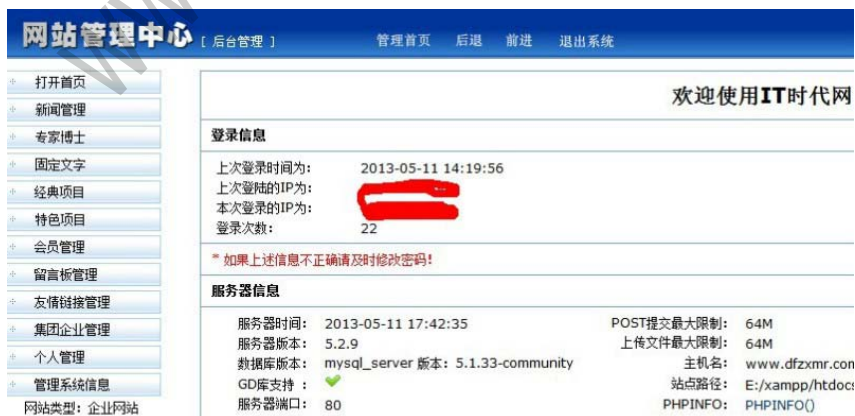 网站管理中心 [ 后台管理 ] 管理首页 后退 前进 退出系统
打开首页
新闻管理
专家博士
固定文字
经典项目
特色项目
会员管理
留言板管理
友情链接管理
集团企业管理
个人管理
管理系统信息
网站类型：企业网站
欢迎使用IT时代网
登录信息
上次登录时间为： 2013-05-11 14:19:56
上次登陆的IP为：
本次登录的IP为：
登录次数： 22
* 如果上述信息不正确请及时修改密码！
服务器信息
服务器时间： 2013-05-11 17:42:35 POST提交最大限制： 64M
服务器版本： 5.2.9 上传文件最大限制： 64M
数据库版本： mysql_server 版本：5.1.33-community 主机名： www.dfzxmr.com
GD库支持 ： 站点路径： E:/xampp/htdocs
服务器端口： 80 PHPINFO： PHPINFO()